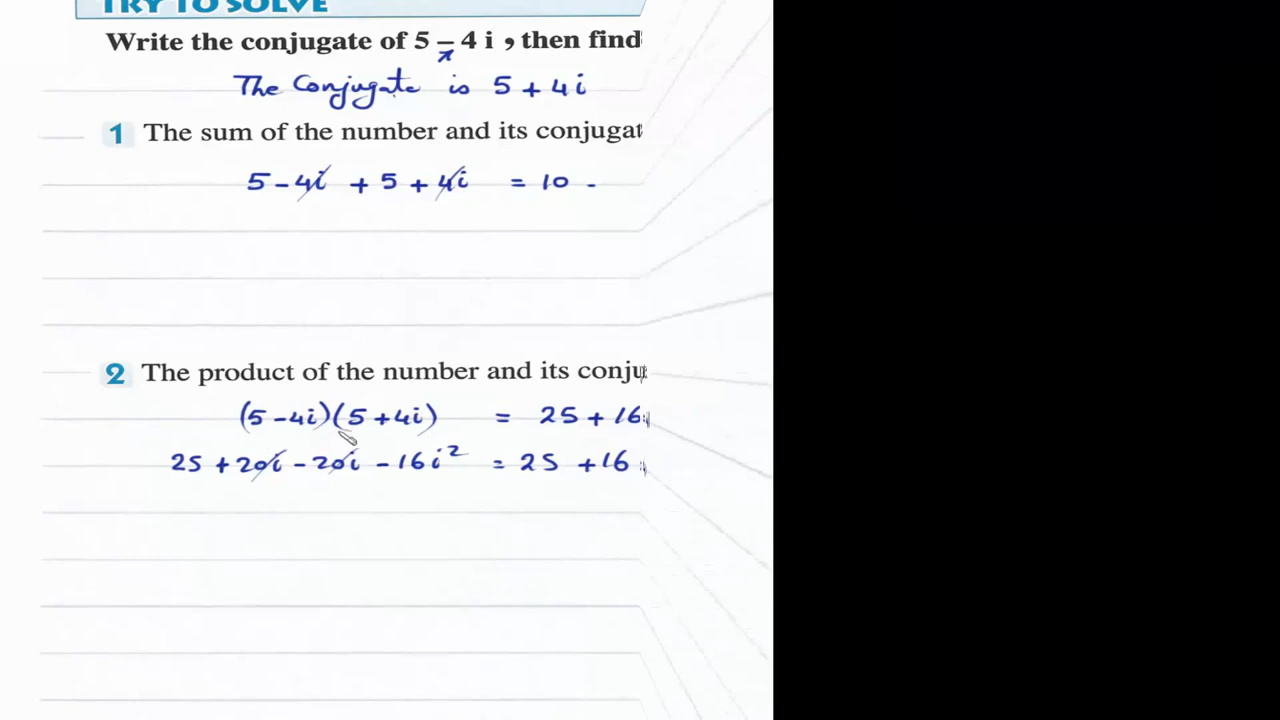 TRY TO SOLVE
Write the conjugate of 5 – 4 i , then find
The Conjugate is 5 + 4i
1 The sum of the number and its conjugat
5 - 4i + 5 + 4i = 10 -
2 The product of the number and its conju
(5 - 4i)(5 + 4i) = 25 + 16
25 + 20i - 20i - 16i² = 25 + 16